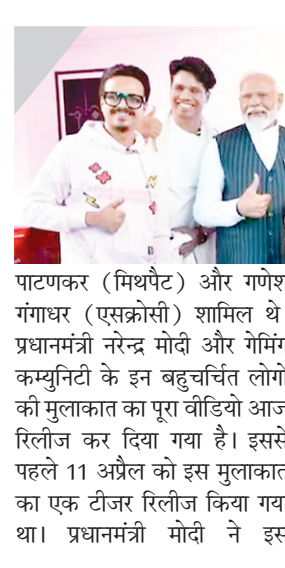 पाटणकर (मिथपैट) और गणेश
गंगाधर (एसक्रोसी) शामिल थे
प्रधानमंत्री नरेन्द्र मोदी और गेमिंग
कम्युनिटी के इन बहुचर्चित लोगों
की मुलाकात का पूरा वीडियो आज
रिलीज कर दिया गया है। इससे
पहले 11 अप्रैल को इस मुलाकात
का एक टीजर रिलीज किया गया
था। प्रधानमंत्री मोदी ने इस